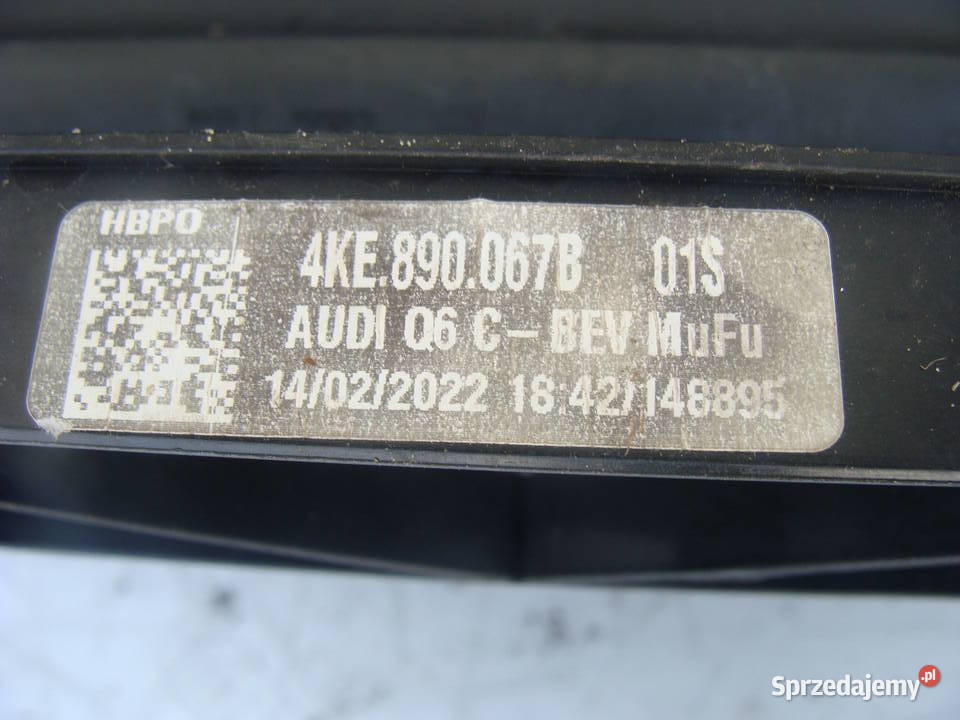 HBPO
4KE.890.067B 01S
AUDI Q6 C- BEV MuFu
14/02/2022 18:42/148895
Sprzedajemy.pl